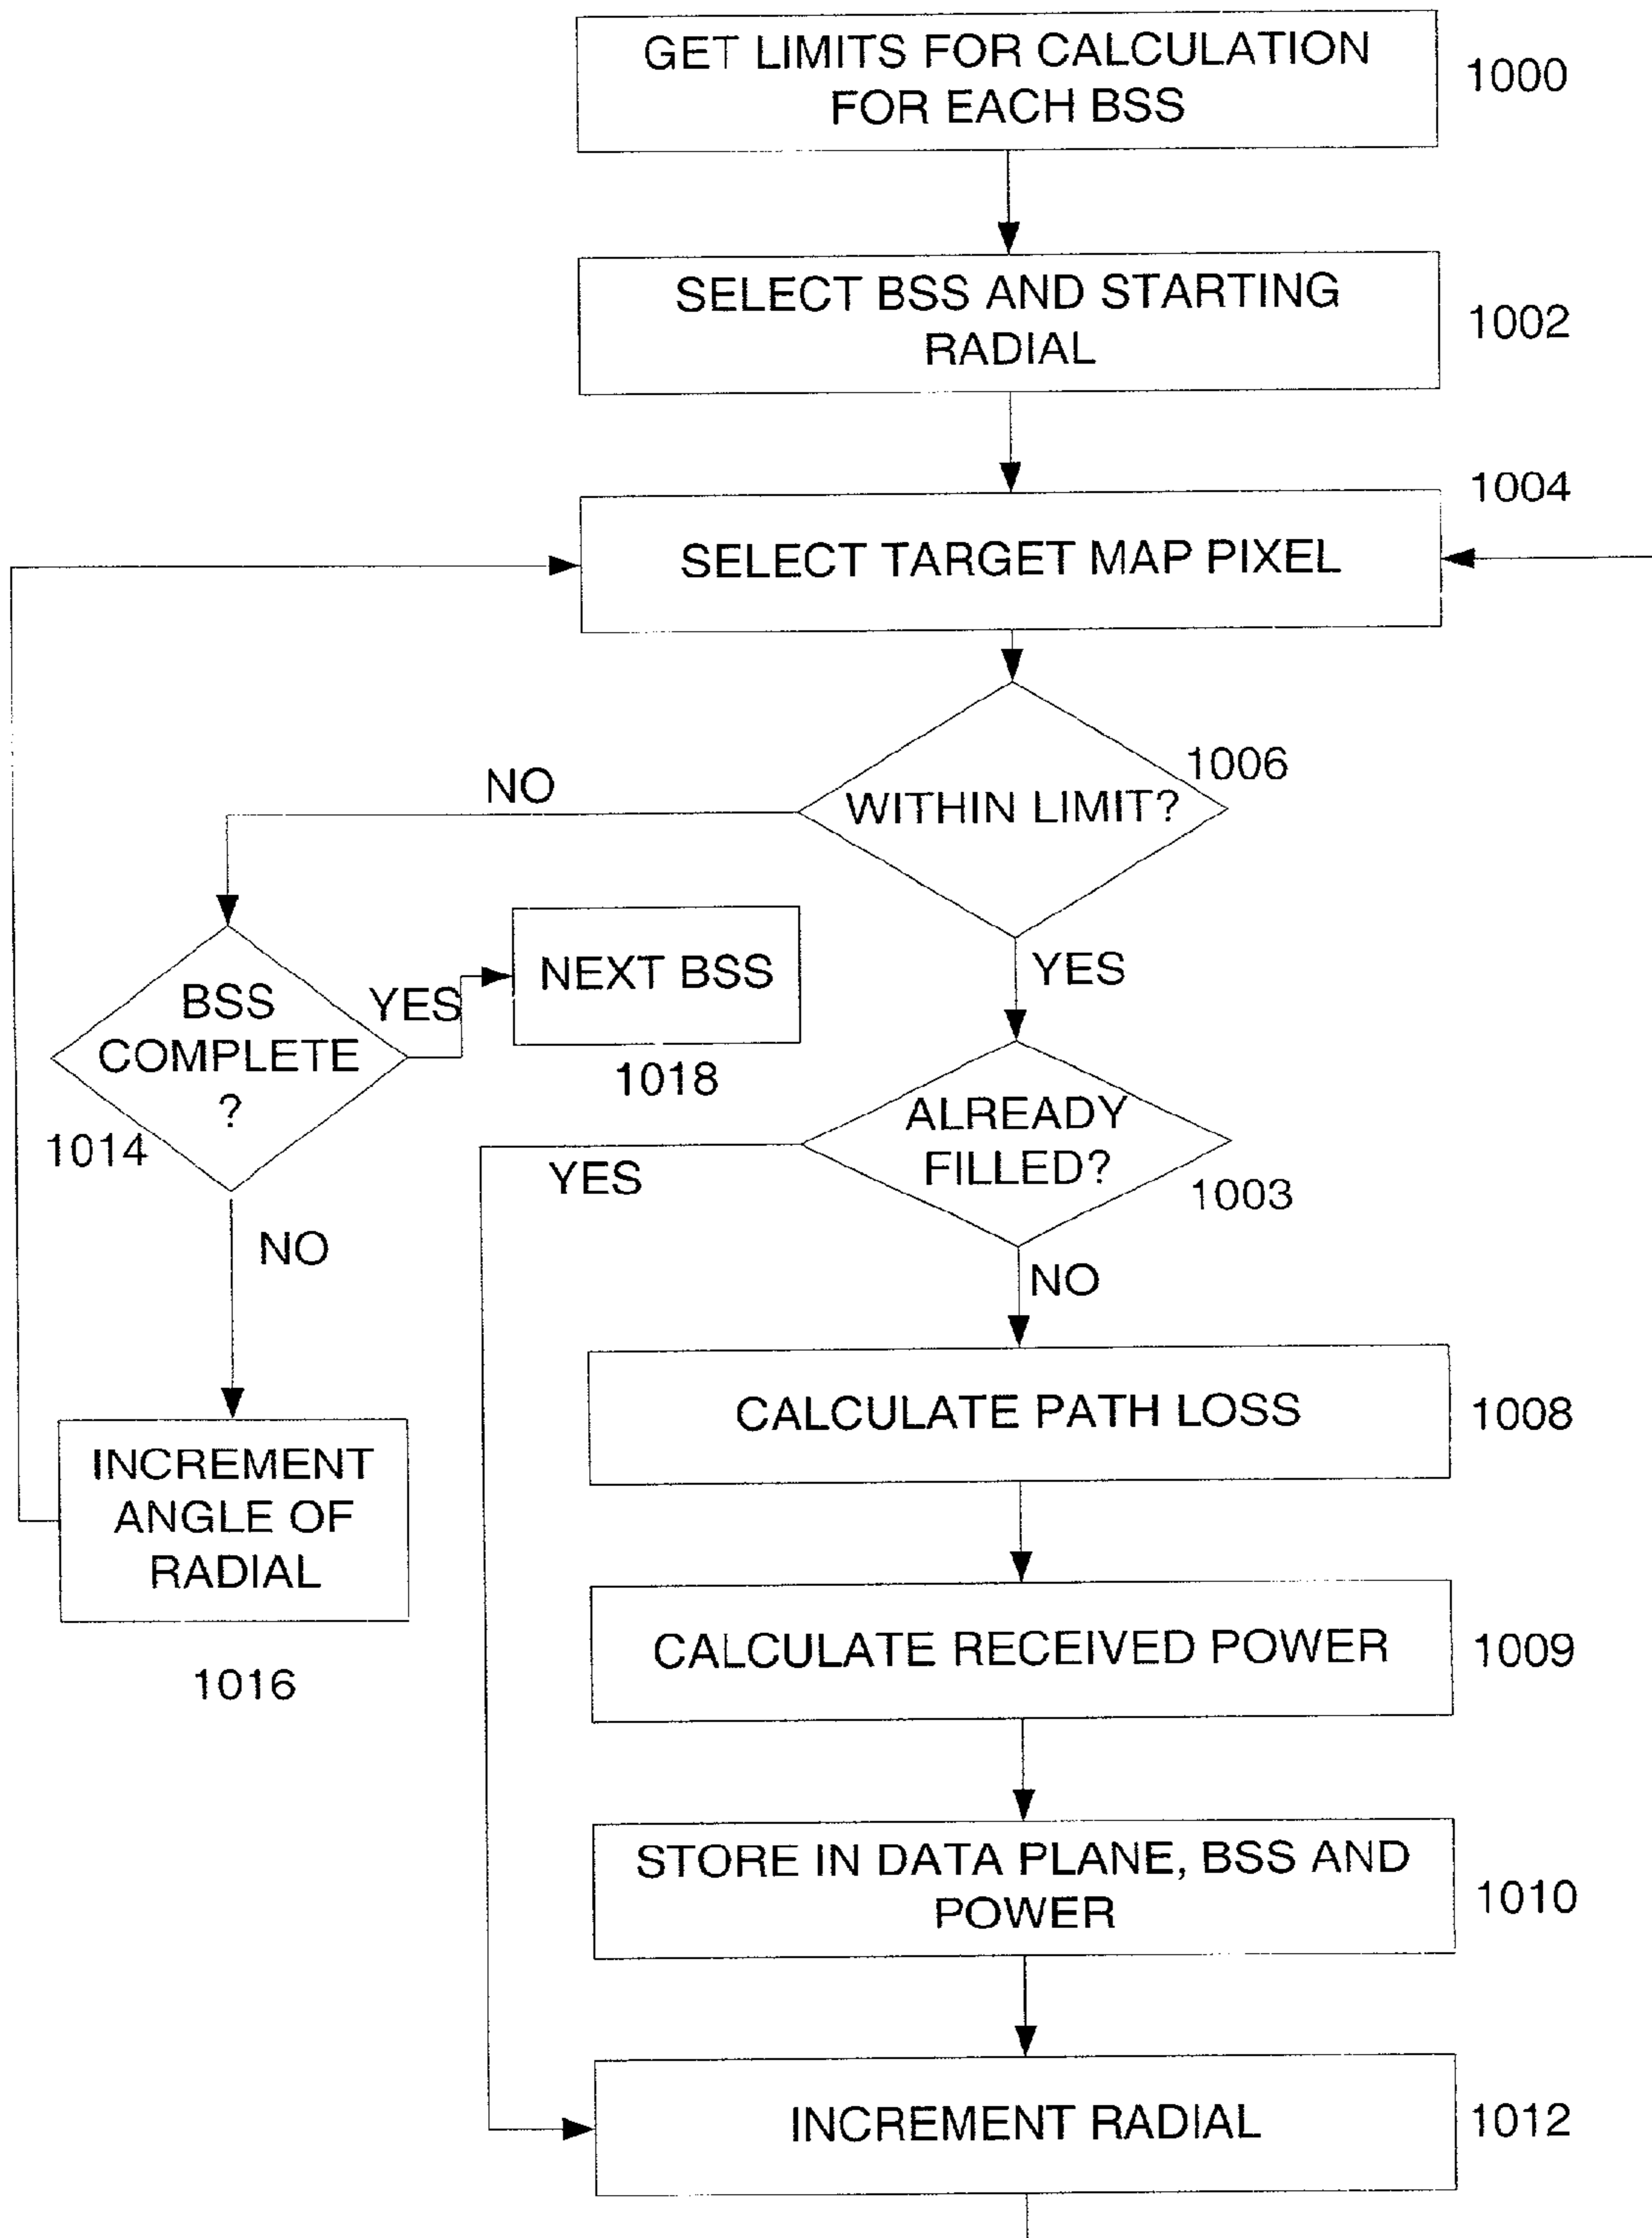 GET LIMITS FOR CALCULATION
FOR EACH BSS
1000
SELECT BSS AND STARTING
RADIAL
1002
1004
SELECT TARGET MAP PIXEL
1006
WITHIN LIMIT?
NO
YES
BSS
COMPLETE
?
1014
YES
NEXT BSS
1018
ALREADY
FILLED?
1003
YES
NO
NO
CALCULATE PATH LOSS
1008
INCREMENT
ANGLE OF
RADIAL
1016
CALCULATE RECEIVED POWER
1009
STORE IN DATA PLANE, BSS AND
POWER
1010
INCREMENT RADIAL
1012